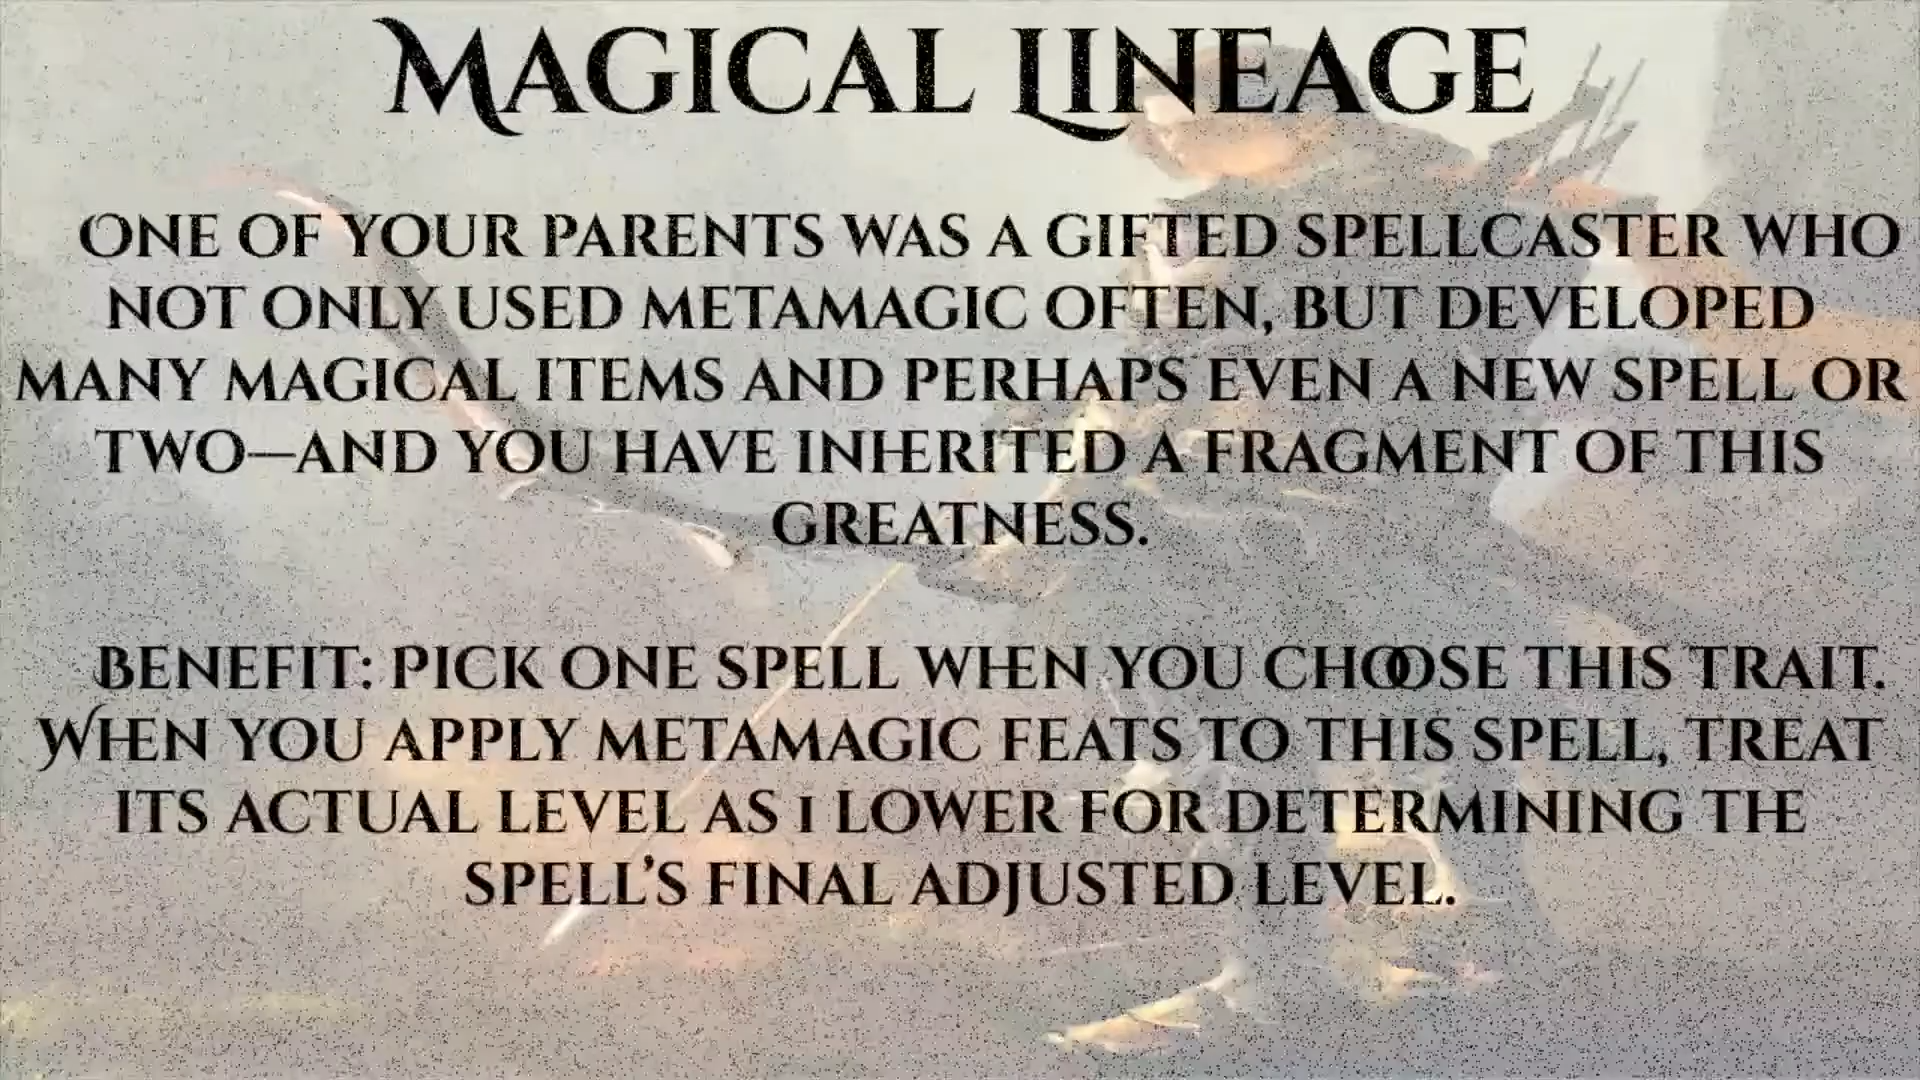 Magical Lineage
One of your parents was a gifted spellcaster who
not only used metamagic often, but developed
many magical items and perhaps even a new spell or
two—and you have inherited a fragment of this
greatness.
Benefit: Pick one spell when you choose this trait.
When you apply metamagic feats to this spell, treat
its actual level as 1 lower for determining the
spell’s final adjusted level.